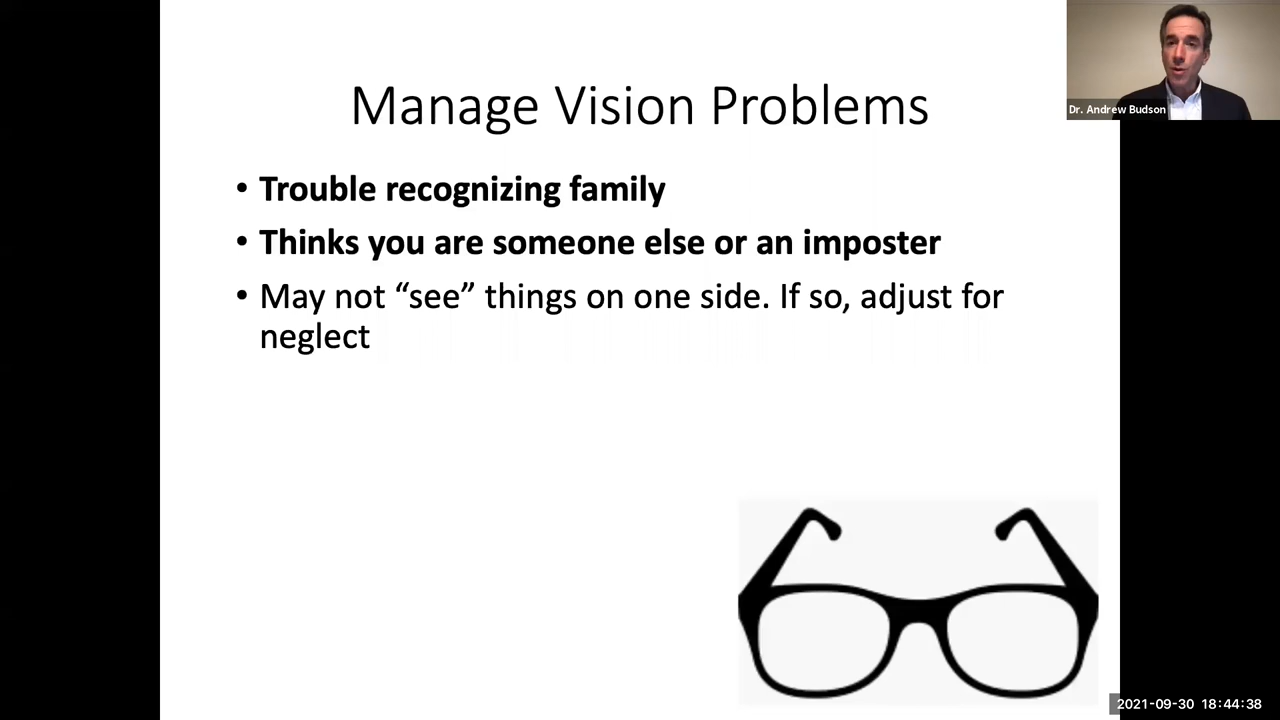 Manage Vision Problems
Dr. Andrew Budson
• Trouble recognizing family
• Thinks you are someone else or an imposter
• May not “see” things on one side. If so, adjust for
neglect
2021-09-30 18:44:38